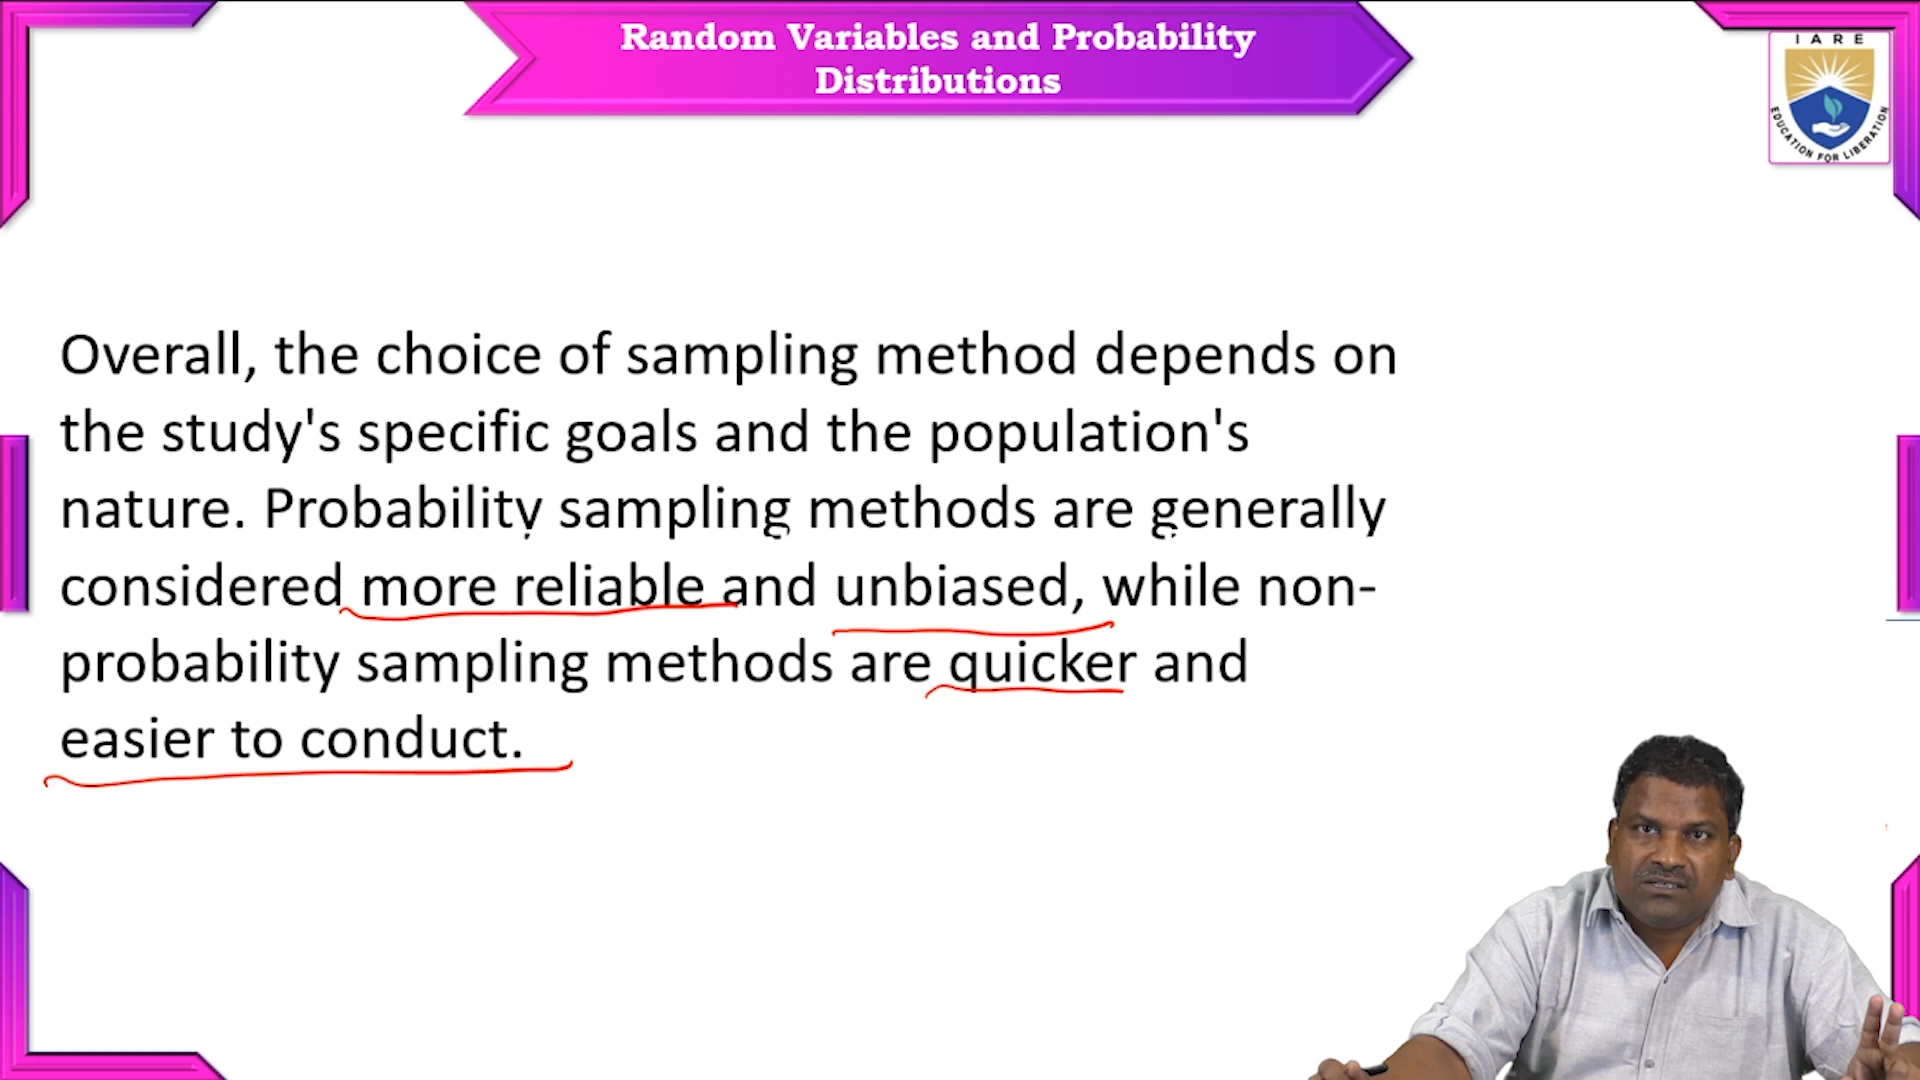 Random Variables and Probability
Distributions
IARE
EDUCATION FOR LIBERATION
Overall, the choice of sampling method depends on
the study's specific goals and the population's
nature. Probability sampling methods are generally
considered more reliable and unbiased, while non-
probability sampling methods are quicker and
easier to conduct.